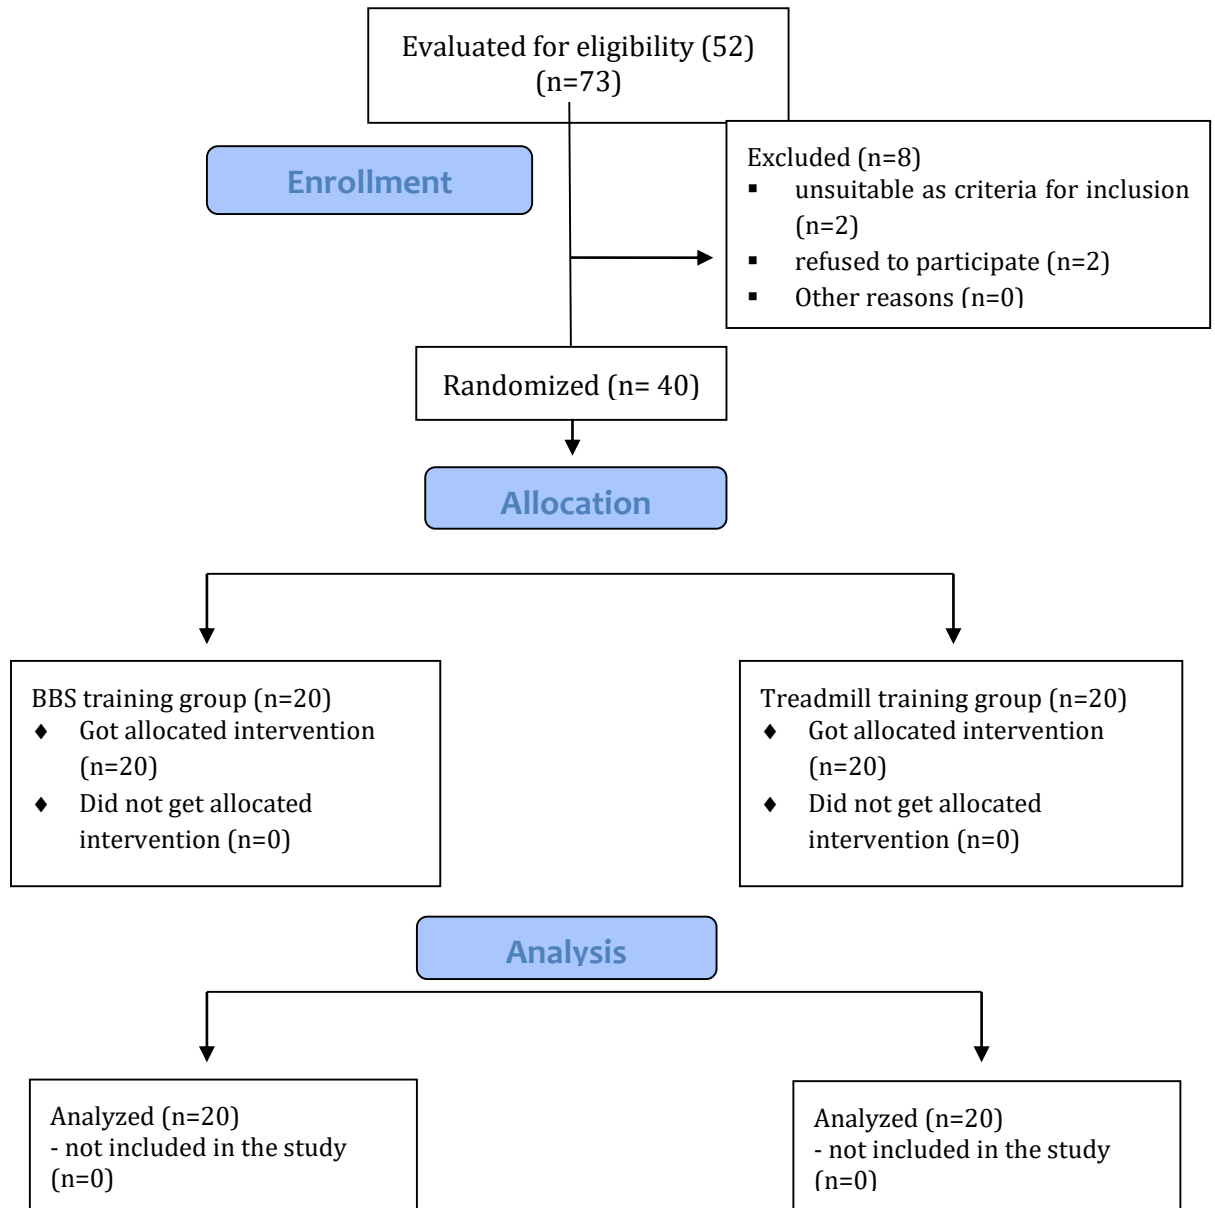 Evaluated for eligibility (52)
(n=73)
Enrollment
Excluded (n=8)
▪ unsuitable as criteria for inclusion
(n=2)
▪ refused to participate (n=2)
▪ Other reasons (n=0)
Randomized (n= 40)
Allocation
BBS training group (n=20)
♦ Got allocated intervention
(n=20)
♦ Did not get allocated
intervention (n=0)
Treadmill training group (n=20)
♦ Got allocated intervention
(n=20)
♦ Did not get allocated
intervention (n=0)
Analysis
Analyzed (n=20)
- not included in the study
(n=0)
Analyzed (n=20)
- not included in the study
(n=0)